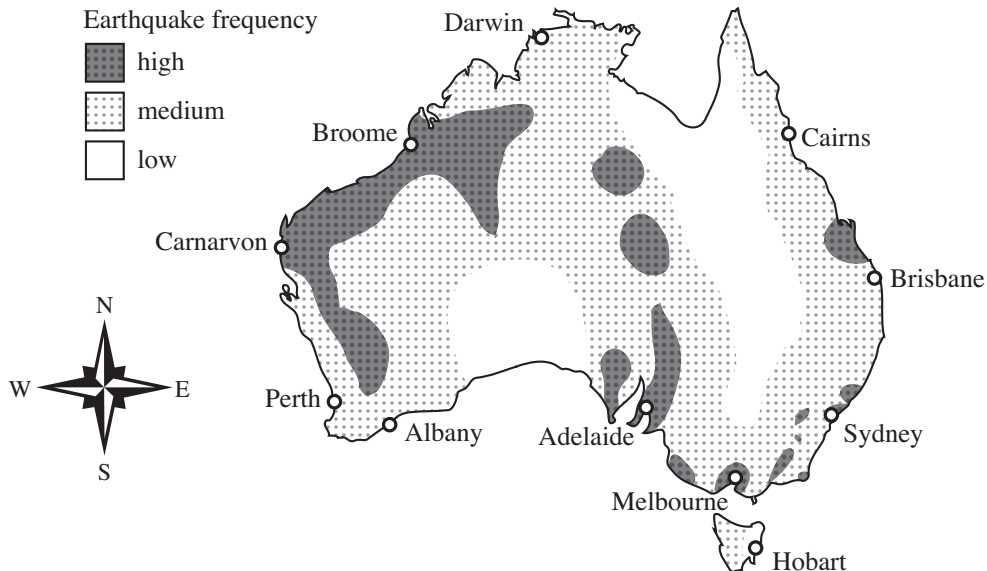 Earthquake frequency
high
medium
low
Darwin
Broome
Cairns
Carnarvon
Brisbane
N
W
E
S
Perth
Albany
Adelaide
Sydney
Melbourne
Hobart